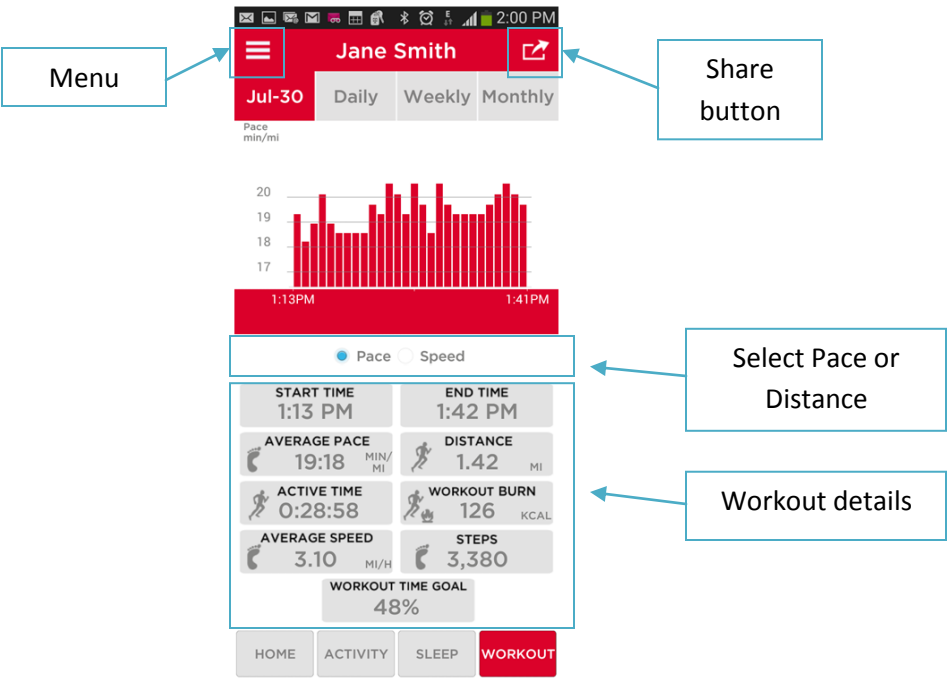 2:00 PM
Menu
Jane Smith
Share
button
Jul-30
Daily
Weekly
Monthly
Pace
min/mi
20
19
18
17
1:13PM
1:41PM
Pace
Speed
Select Pace or
Distance
START TIME
1:13 PM
END TIME
1:42 PM
AVERAGE PACE
19:18 MIN/
MI
DISTANCE
1.42 MI
ACTIVE TIME
0:28:58
WORKOUT BURN
126 KCAL
Workout details
AVERAGE SPEED
3.10 MI/H
STEPS
3,380
WORKOUT TIME GOAL
48%
HOME
ACTIVITY
SLEEP
WORKOUT